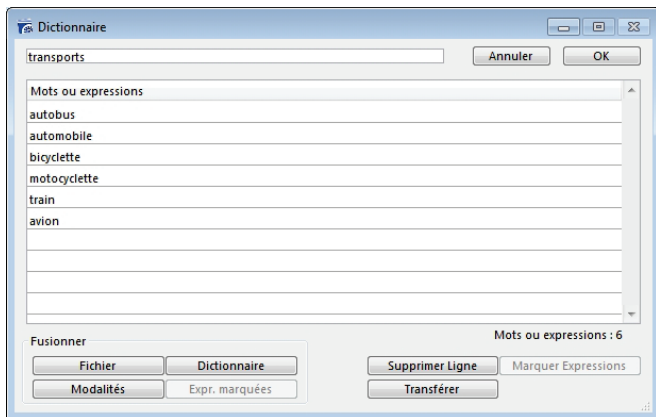 Dictionnaire
transports
Annuler
OK
Mots ou expressions
autobus
automobile
bicyclette
motocyclette
train
avion
Mots ou expressions : 6
Fusionner
Fichier
Dictionnaire
Supprimer Ligne
Marquer Expressions
Modalités
Expr. marquées
Transférer